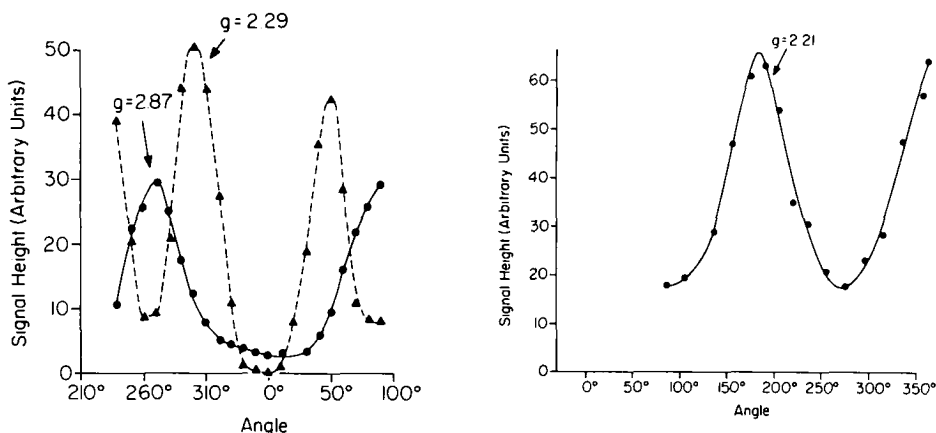 g=2.29
g=2.87
50
40
30
20
10
0
Signal Height (Arbitrary Units)
210° 260° 310° 0° 50° 100°
Angle
g=2.21
60
50
40
30
20
10
0
Signal Height (Arbitrary Units)
0° 50° 100° 150° 200° 250° 300° 350°
Angle